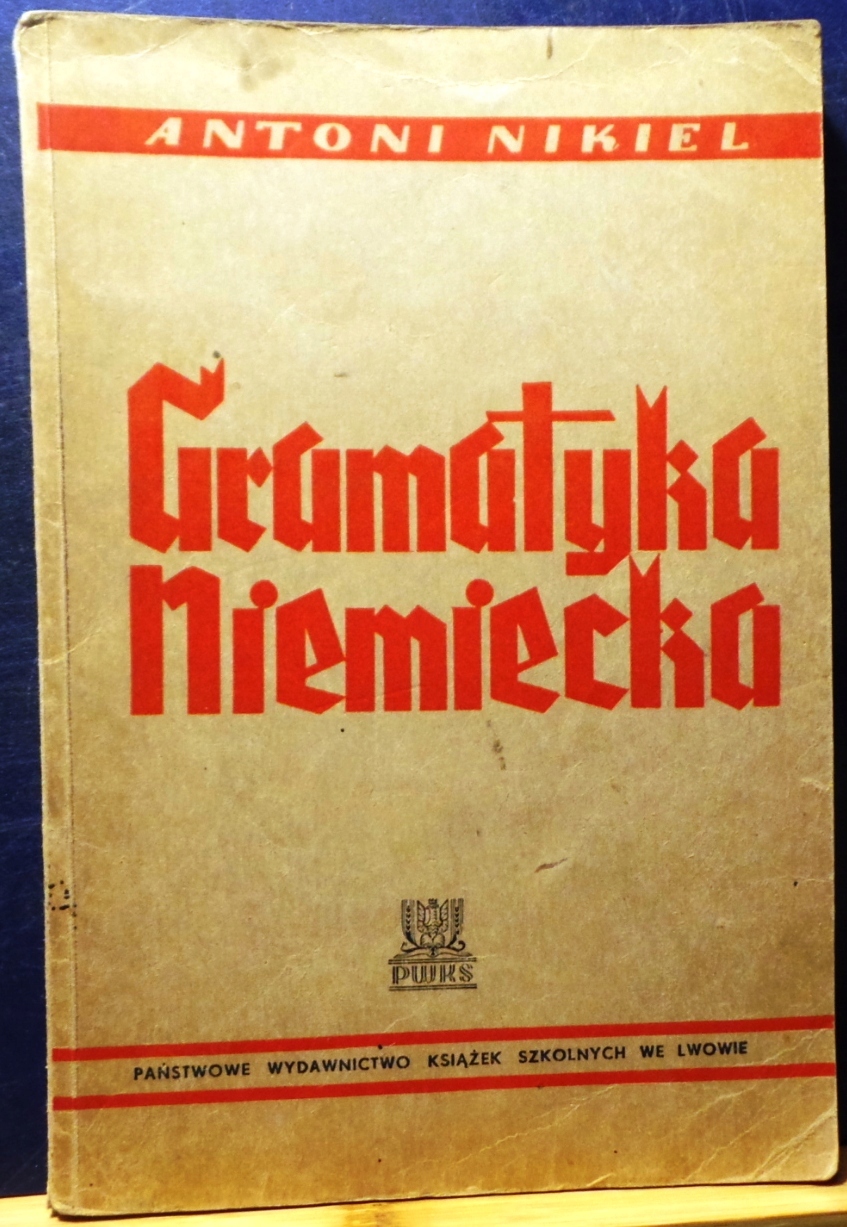 ANTONI NIKIEL
Gramatyka
Niemiecka
PWKS
PAŃSTWOWE WYDAWNICTWO KSIĄŻEK SZKOLNYCH WE LWOWIE